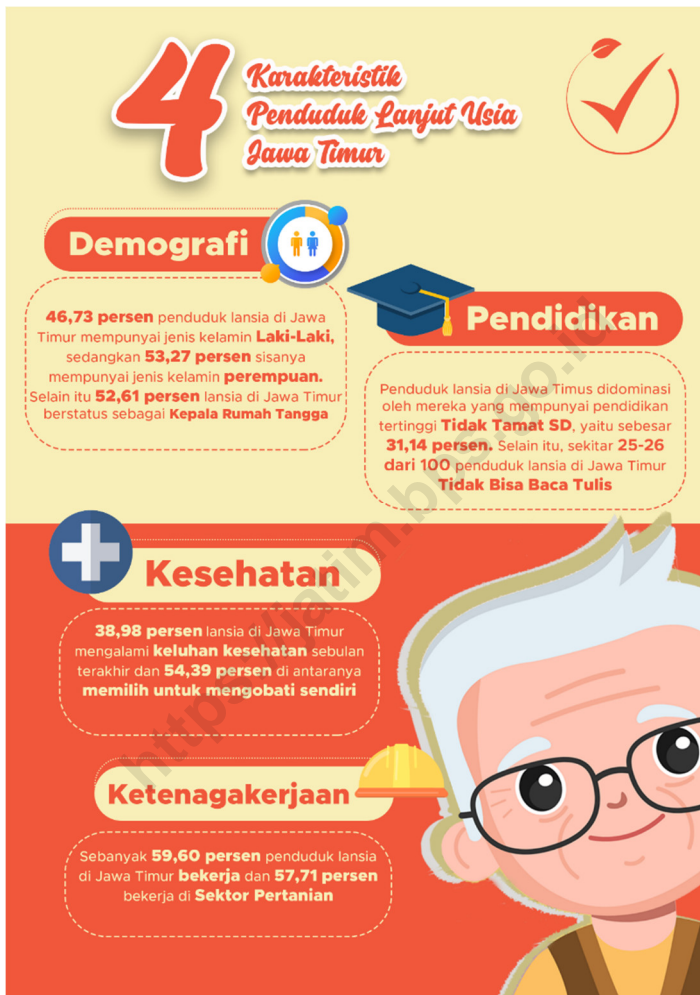 4
Karakteristik
Penduduk Lanjut Usia
Jawa Timur
Demografi
46,73 persen penduduk lansia di Jawa
Timur mempunyai jenis kelamin Laki-Laki,
sedangkan 53,27 persen sisanya
mempunyai jenis kelamin perempuan.
Selain itu 52,61 persen lansia di Jawa Timur
berstatus sebagai Kepala Rumah Tangga
Pendidikan
Penduduk lansia di Jawa Timus didominasi
oleh mereka yang mempunyai pendidikan
tertinggi Tidak Tamat SD, yaitu sebesar
31,14 persen. Selain itu, sekitar 25-26
dari 100 penduduk lansia di Jawa Timur
Tidak Bisa Baca Tulis
Kesehatan
38,98 persen lansia di Jawa Timur
mengalami keluhan kesehatan sebulan
terakhir dan 54,39 persen di antaranya
memilih untuk mengobati sendiri
Ketenagakerjaan
Sebanyak 59,60 persen penduduk lansia
di Jawa Timur bekerja dan 57,71 persen
bekerja di Sektor Pertanian
https://jatim.bps.go.id